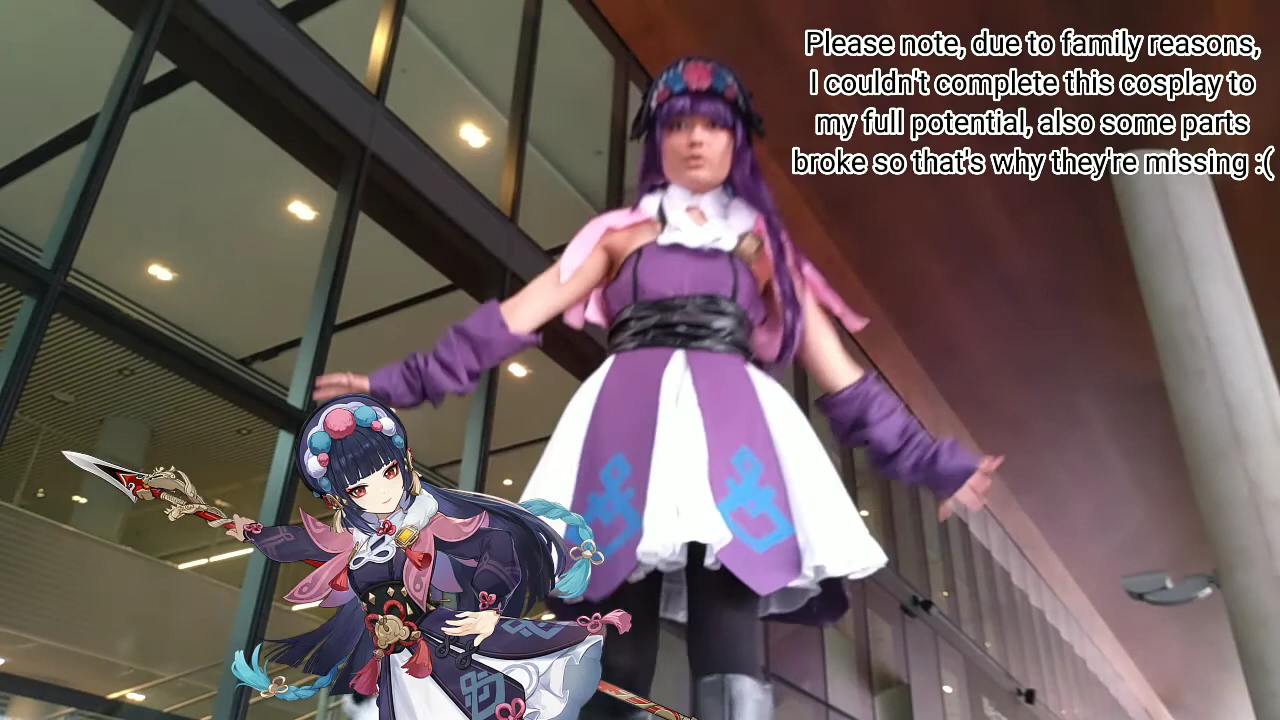 Please note, due to family reasons,
I couldn't complete this cosplay to
my full potential, also some parts
broke so that's why they're missing :(